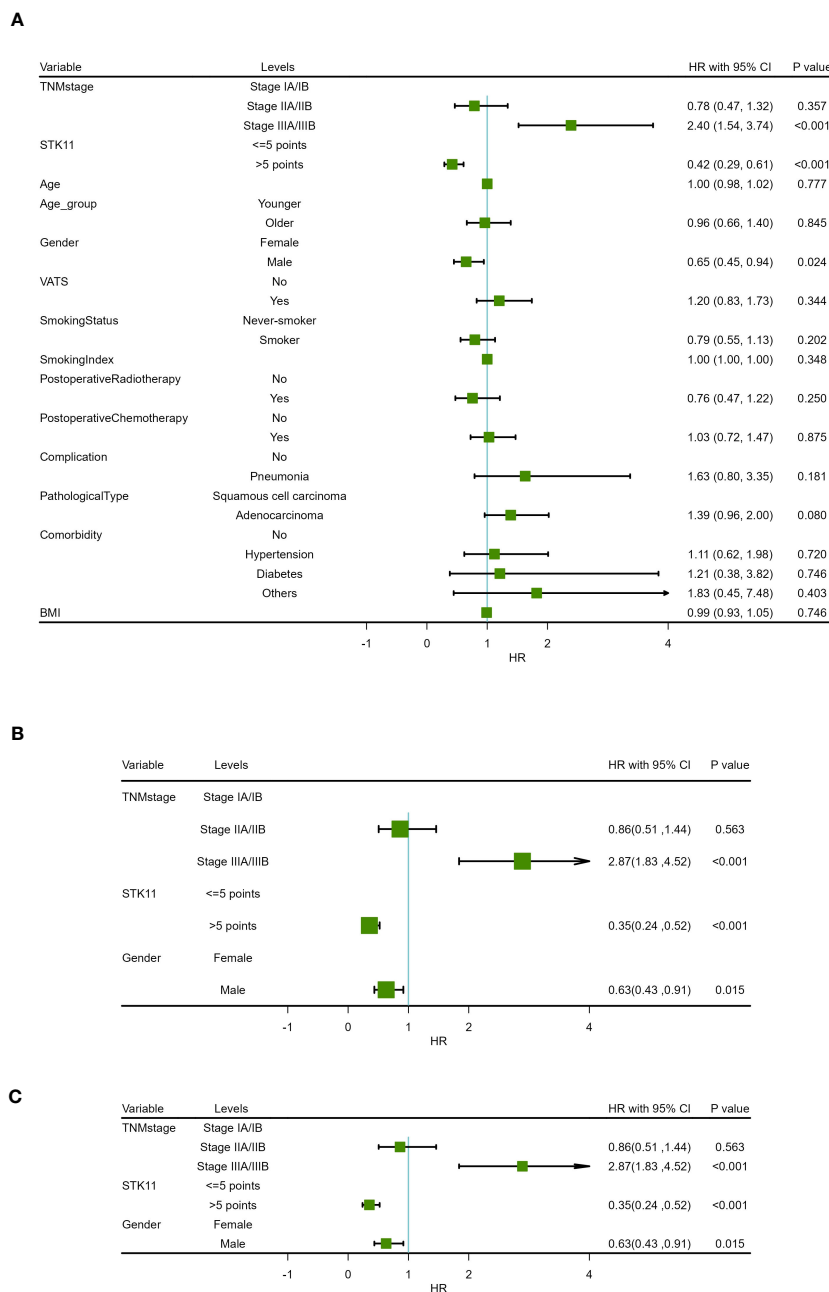 A
Variable Levels HR with 95% CI P value
TNMstage Stage IA/IB
Stage IIA/IIB 0.78 (0.47, 1.32) 0.357
Stage IIIA/IIIB 2.40 (1.54, 3.74) <0.001
STK11 <=5 points
>5 points 0.42 (0.29, 0.61) <0.001
Age 1.00 (0.98, 1.02) 0.777
Age_group Younger
Older 0.96 (0.66, 1.40) 0.845
Gender Female
Male 0.65 (0.45, 0.94) 0.024
VATS No
Yes 1.20 (0.83, 1.73) 0.344
SmokingStatus Never-smoker
Smoker 0.79 (0.55, 1.13) 0.202
SmokingIndex 1.00 (1.00, 1.00) 0.348
PostoperativeRadiotherapy No
Yes 0.76 (0.47, 1.22) 0.250
PostoperativeChemotherapy No
Yes 1.03 (0.72, 1.47) 0.875
Complication No
Pneumonia 1.63 (0.80, 3.35) 0.181
PathologicalType Squamous cell carcinoma
Adenocarcinoma 1.39 (0.96, 2.00) 0.080
Comorbidity No
Hypertension 1.11 (0.62, 1.98) 0.720
Diabetes 1.21 (0.38, 3.82) 0.746
Others 1.83 (0.45, 7.48) 0.403
BMI 0.99 (0.93, 1.05) 0.746
-1 0 1 2 4
HR
B
Variable Levels HR with 95% CI P value
TNMstage Stage IA/IB
Stage IIA/IIB 0.86(0.51 ,1.44) 0.563
Stage IIIA/IIIB 2.87(1.83 ,4.52) <0.001
STK11 <=5 points
>5 points 0.35(0.24 ,0.52) <0.001
Gender Female
Male 0.63(0.43 ,0.91) 0.015
-1 0 1 2 4
HR
C
Variable Levels HR with 95% CI P value
TNMstage Stage IA/IB
Stage IIA/IIB 0.86(0.51 ,1.44) 0.563
Stage IIIA/IIIB 2.87(1.83 ,4.52) <0.001
STK11 <=5 points
>5 points 0.35(0.24 ,0.52) <0.001
Gender Female
Male 0.63(0.43 ,0.91) 0.015
-1 0 1 2 4
HR